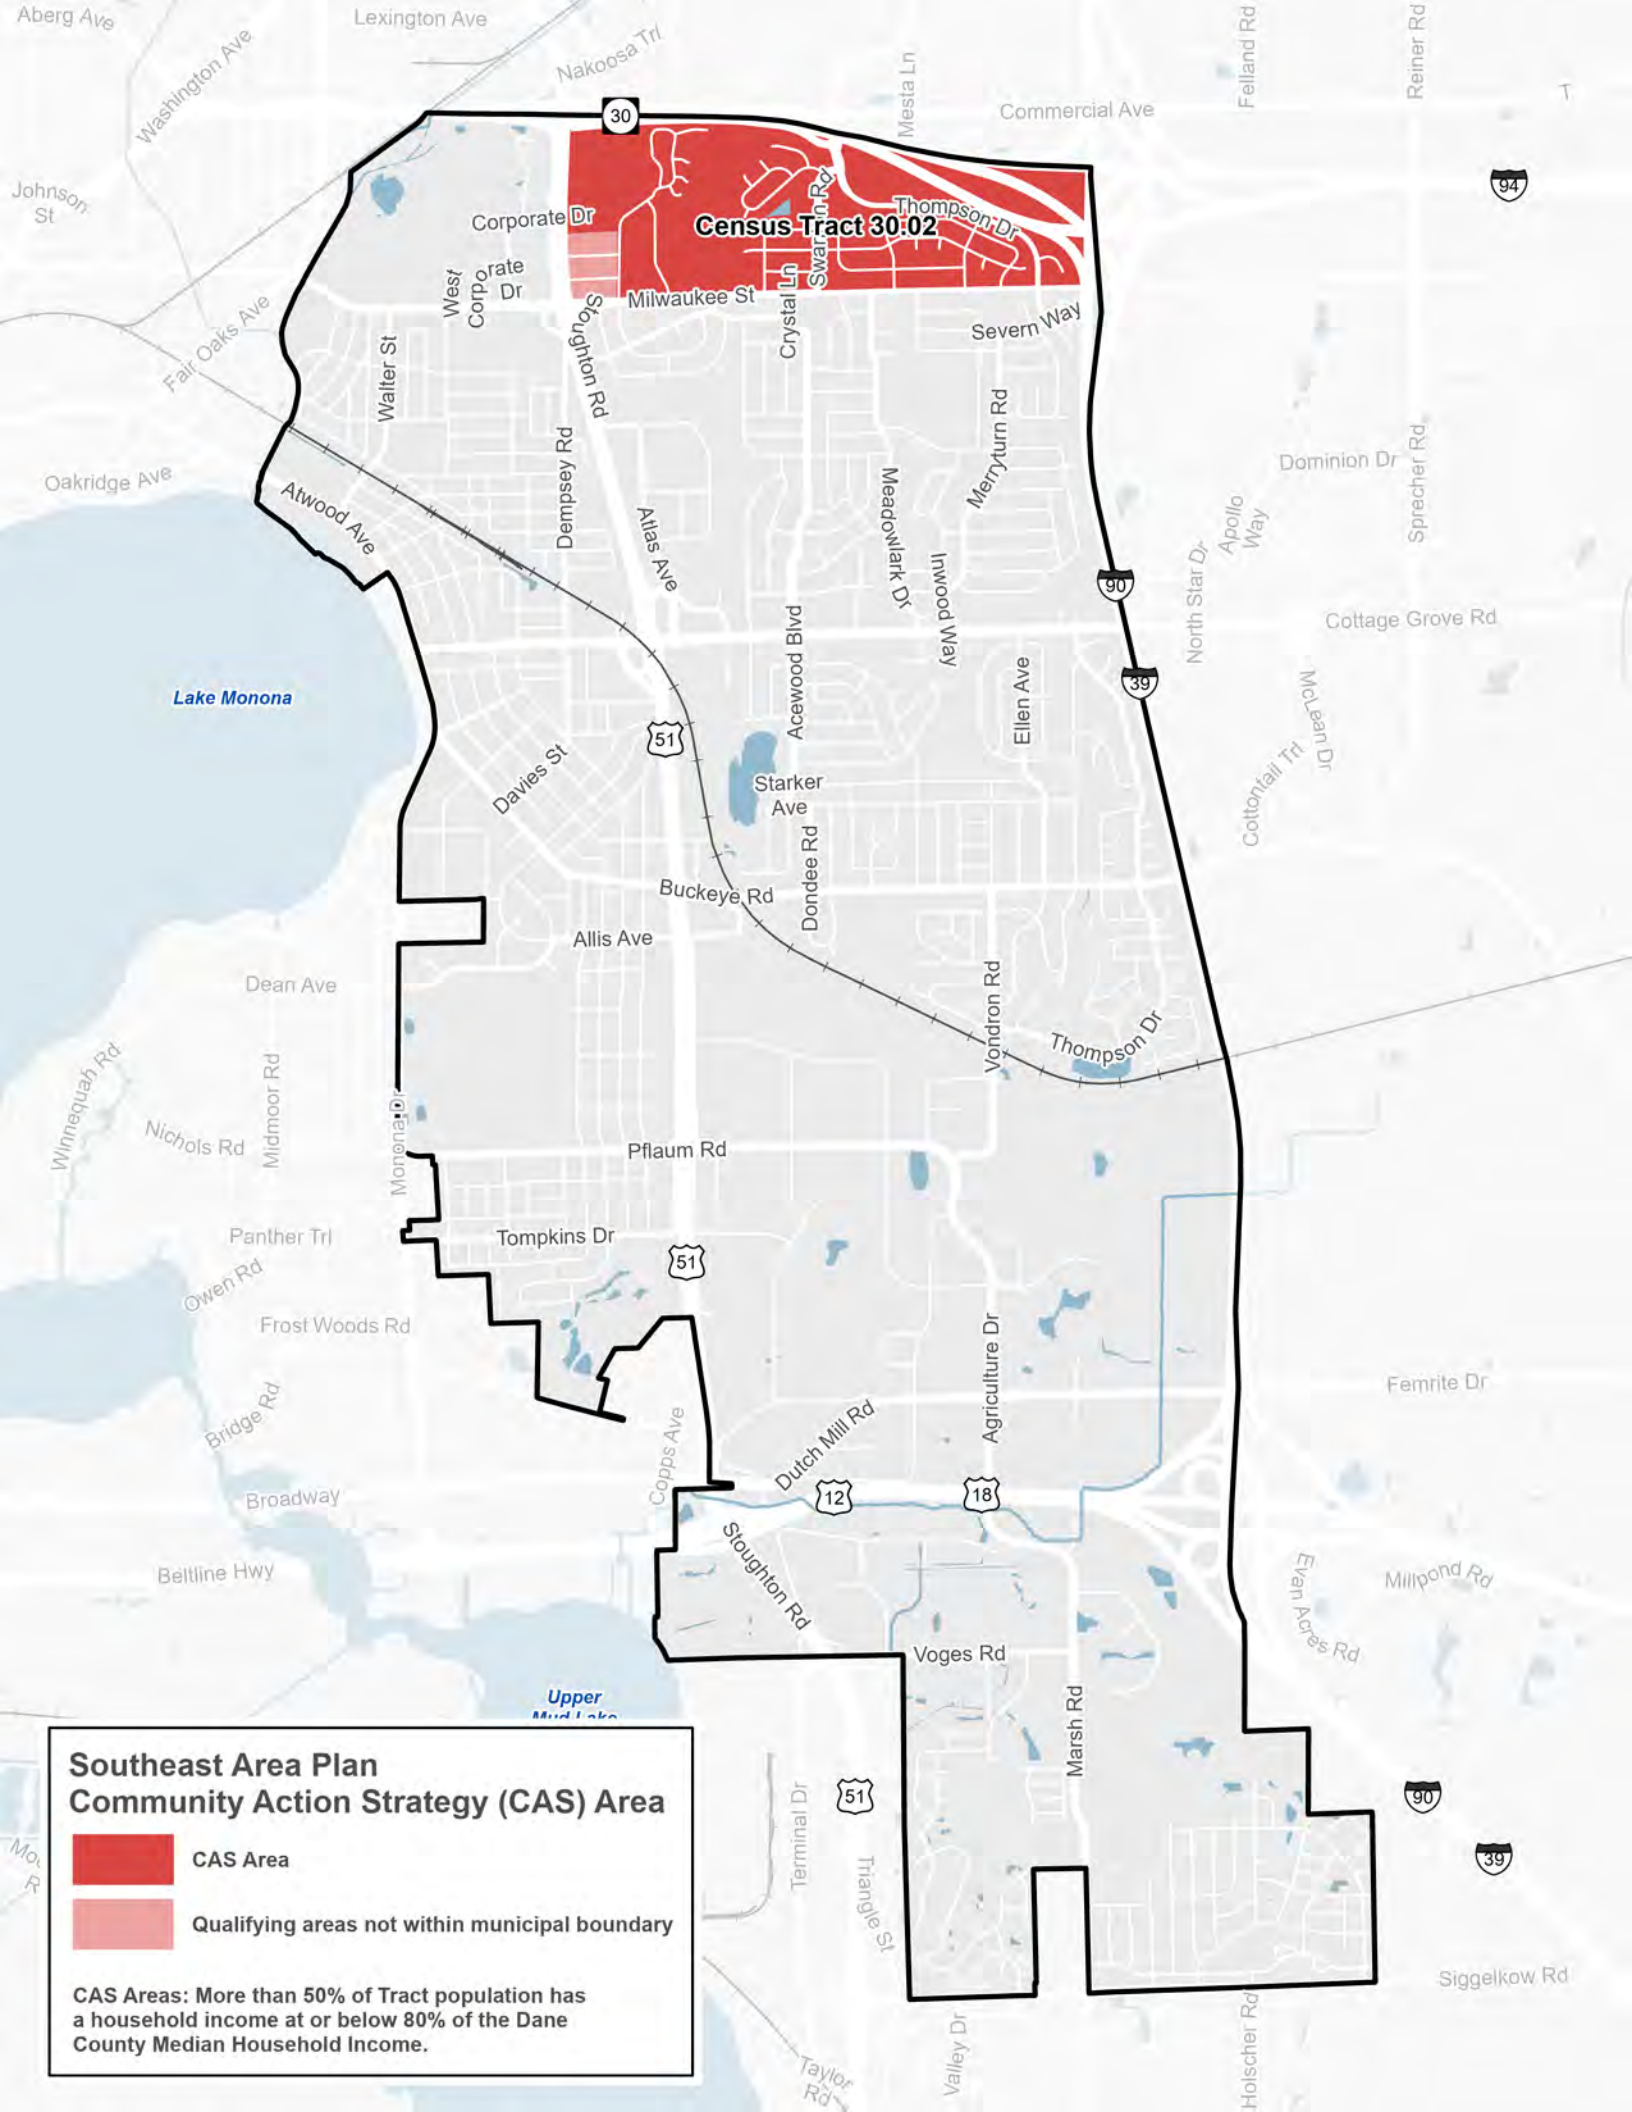 Aberg Ave
Lexington Ave
Washington Ave
Nakoosa Trl
Mesta Ln
Felland Rd
Reiner Rd
Commercial Ave
T
30
94
Johnson
St
Corporate Dr
Swan Rd
Thompson Dr
Census Tract 30.02
West
Corporate
Dr
Milwaukee St
Stoughton Rd
Crystal Ln
Severn Way
Fair Oaks Ave
Walter St
Merryturn Rd
Dempsey Rd
Oakridge Ave
Atwood Ave
Atlas Ave
Meadowlark Dr
Inwood Way
Dominion Dr
Sprecher Rd
Apollo
Way
North Star Dr
90
Cottage Grove Rd
Acewood Blvd
Ellen Ave
39
McLean Dr
Lake Monona
51
Davies St
Starker
Ave
Cottontail Trl
Dondee Rd
Buckeye Rd
Allis Ave
Dean Ave
Vondron Rd
Thompson Dr
Winnequah Rd
Midmoor Rd
Monona Dr
Nichols Rd
Pflaum Rd
Panther Trl
Tompkins Dr
51
Owen Rd
Frost Woods Rd
Agriculture Dr
Femrite Dr
Bridge Rd
Copps Ave
Dutch Mill Rd
Broadway
12
18
Stoughton Rd
Beltline Hwy
Evan Acres Rd
Millpond Rd
Voges Rd
Marsh Rd
Upper
Mud Lake
Terminal Dr
51
90
Triangle St
39
Siggelkow Rd
Valley Dr
Holscher Rd
Taylor
Rd
Southeast Area Plan
Community Action Strategy (CAS) Area
CAS Area
Qualifying areas not within municipal boundary
CAS Areas: More than 50% of Tract population has
a household income at or below 80% of the Dane
County Median Household Income.